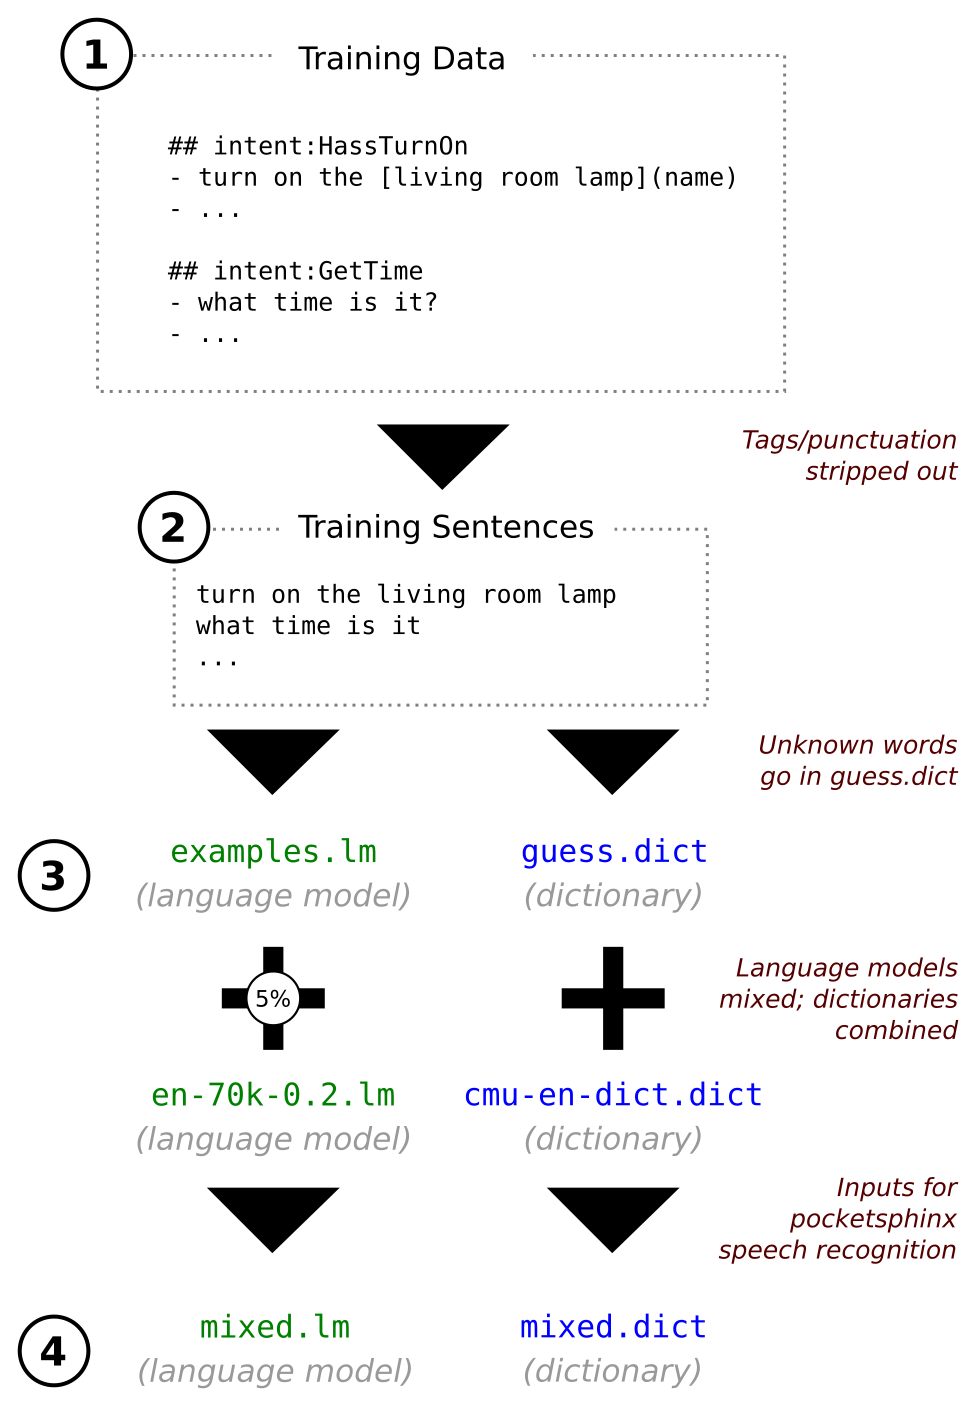 1
Training Data
## intent:HassTurnOn
- turn on the [living room lamp](name)
- ...
## intent:GetTime
- what time is it?
- ...
Tags/punctuation
stripped out
2
Training Sentences
turn on the living room lamp
what time is it
...
Unknown words
go in guess.dict
3
examples.lm
(language model)
guess.dict
(dictionary)
5%
Language models
mixed; dictionaries
combined
en-70k-0.2.lm
(language model)
cmu-en-dict.dict
(dictionary)
Inputs for
pocketsphinx
speech recognition
4
mixed.lm
(language model)
mixed.dict
(dictionary)